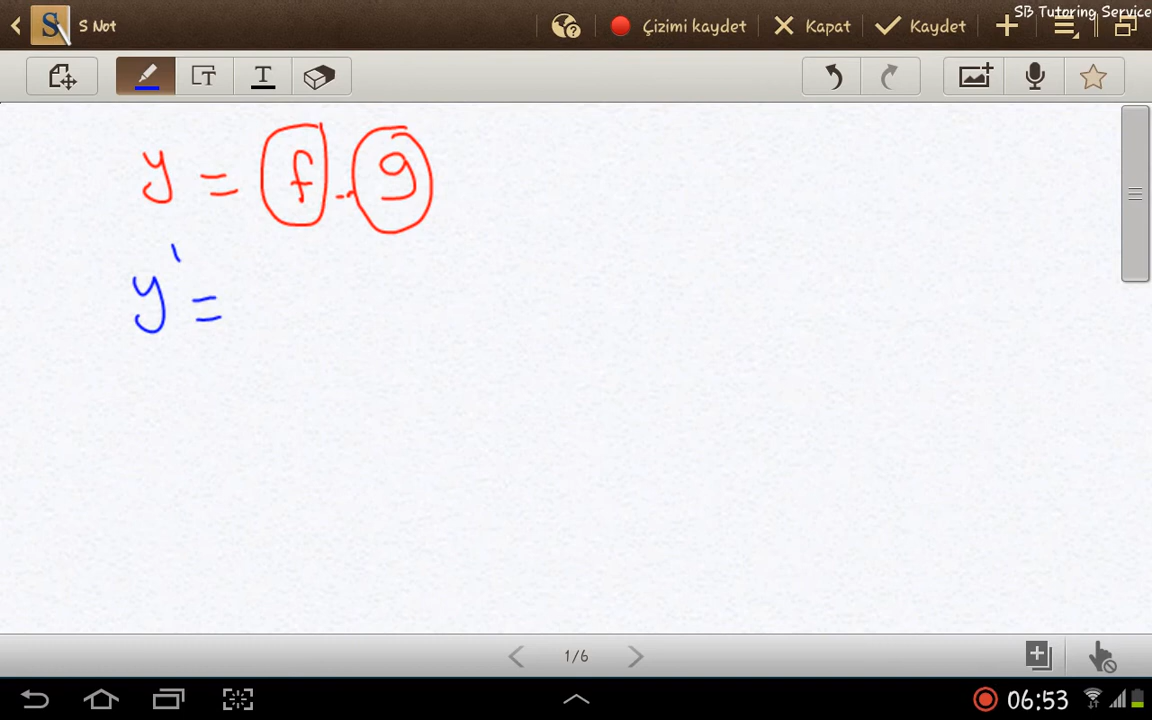 SB Tutoring Service
S S Not
Çizimi kaydet Kapat Kaydet
T T
y = f . g
y' =
1/6
06:53